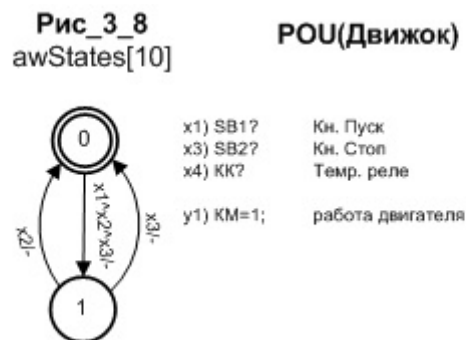 Рис_3_8
awStates[10]
POU(Движок)
0
x1) SB1?
Кн. Пуск
x3) SB2?
Кн. Стоп
x4) KK?
Темр. реле
y1) KM=1;
работа двигателя
x2/-
x1^x2^x3/-
x3/-
1